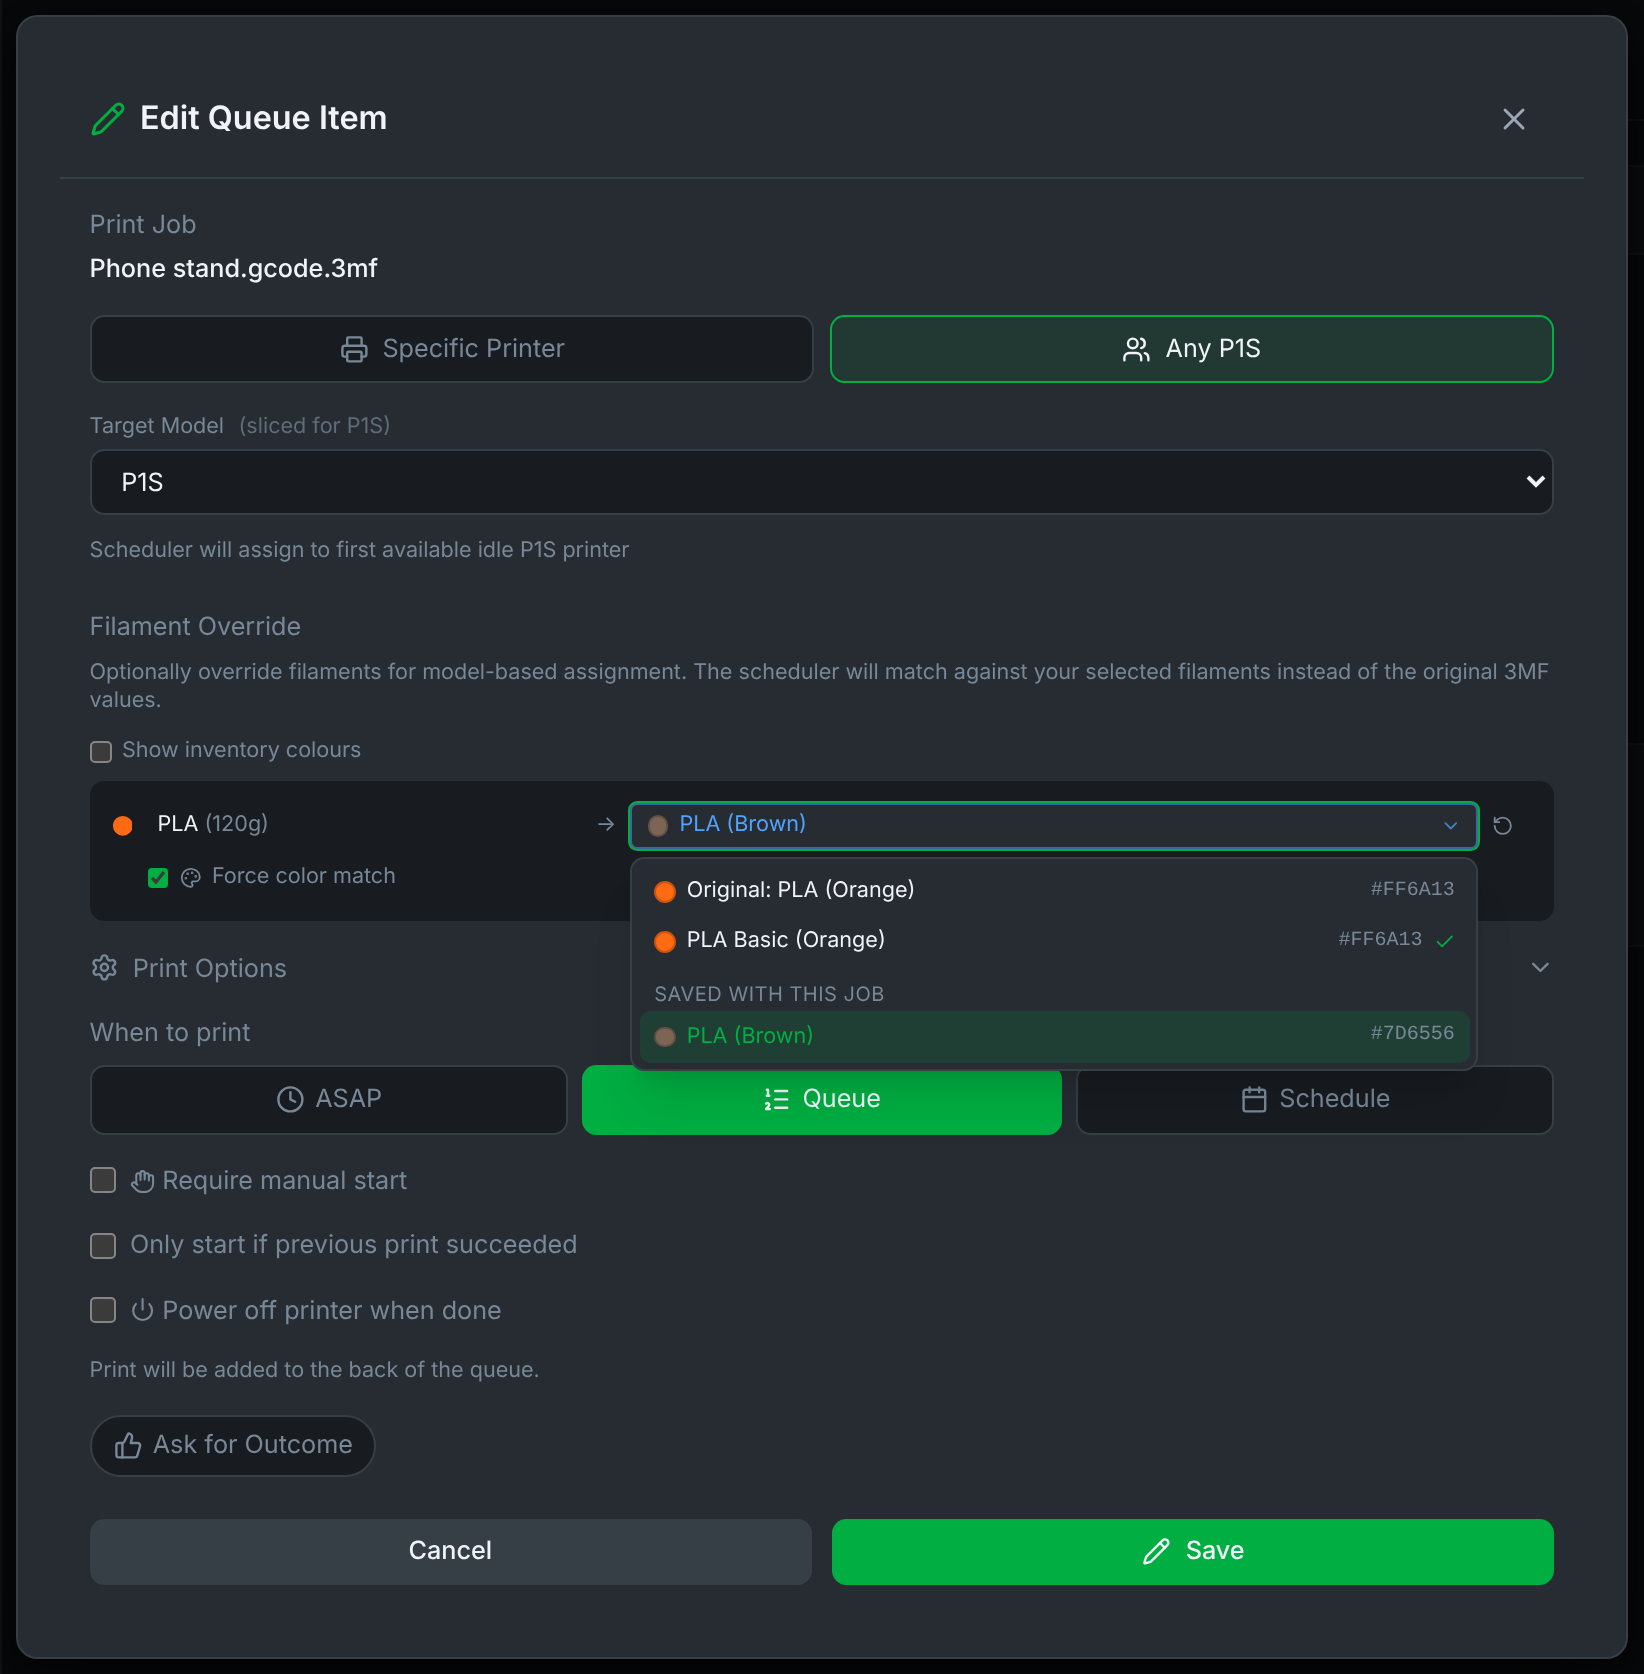 Edit Queue Item
Print Job
Phone stand.gcode.3mf
Specific Printer
Any P1S
Target Model (sliced for P1S)
P1S
Scheduler will assign to first available idle P1S printer
Filament Override
Optionally override filaments for model-based assignment. The scheduler will match against your selected filaments instead of the original 3MF
values.
Show inventory colours
PLA (120g)
PLA (Brown)
Force color match
Original: PLA (Orange) #FF6A13
PLA Basic (Orange) #FF6A13
SAVED WITH THIS JOB
PLA (Brown) #7D6556
Print Options
When to print
ASAP
Queue
Schedule
Require manual start
Only start if previous print succeeded
Power off printer when done
Print will be added to the back of the queue.
Ask for Outcome
Cancel
Save